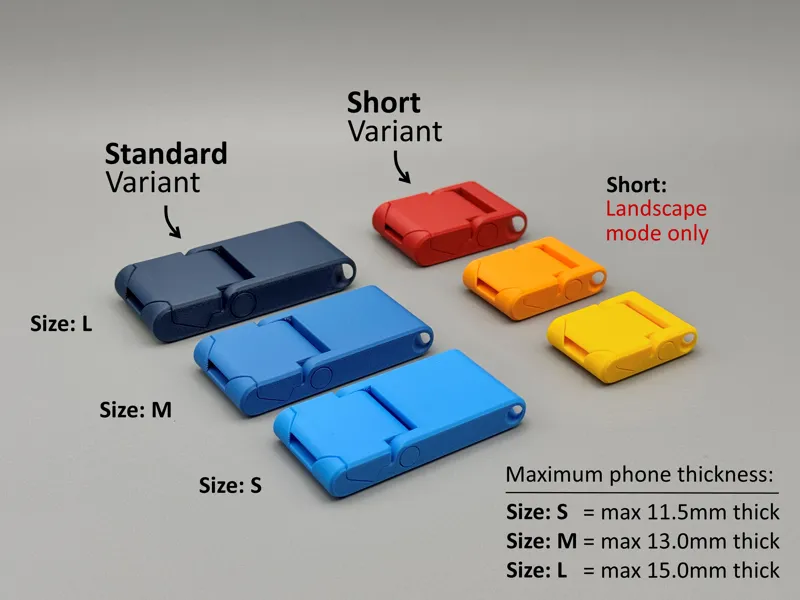 Short
Variant
Standard
Variant
Short:
Landscape
mode only
Size: L
Size: M
Size: S
Maximum phone thickness:
Size: S = max 11.5mm thick
Size: M = max 13.0mm thick
Size: L = max 15.0mm thick